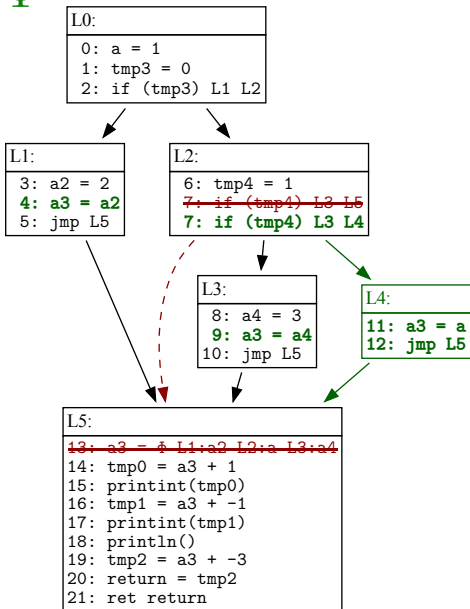 L0:
0: a = 1
1: tmp3 = 0
2: if (tmp3) L1 L2
L1:
3: a2 = 2
4: a3 = a2
5: jmp L5
L2:
6: tmp4 = 1
7: if (tmp4) L3 L5
7: if (tmp4) L3 L4
L3:
8: a4 = 3
9: a3 = a4
10: jmp L5
L4:
11: a3 = a
12: jmp L5
L5:
13: a3 = Φ L1:a2 L2:a L3:a4
14: tmp0 = a3 + 1
15: printint(tmp0)
16: tmp1 = a3 + -1
17: printint(tmp1)
18: println()
19: tmp2 = a3 + -3
20: return = tmp2
21: ret return